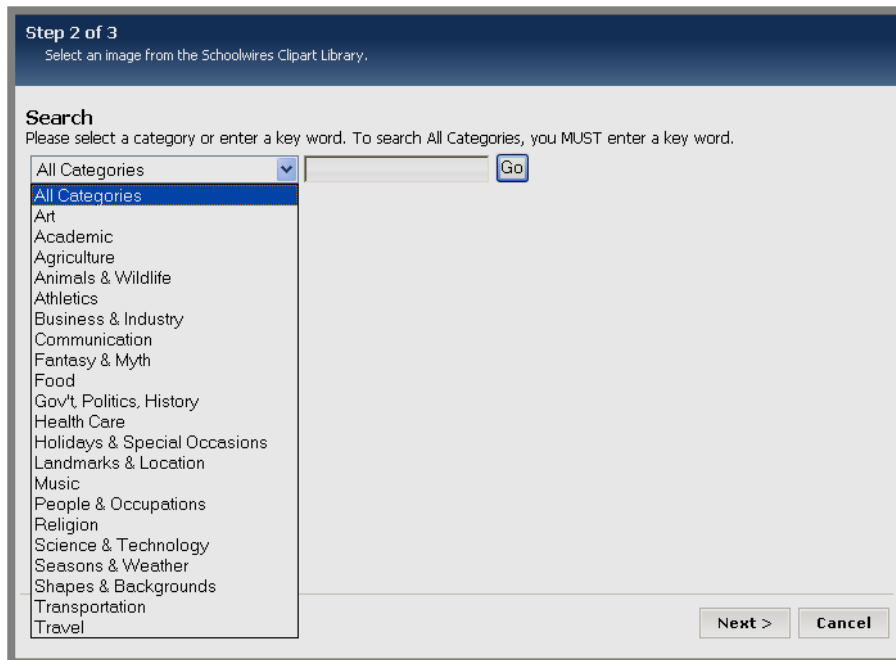 Step 2 of 3
Select an image from the Schoolwires Clipart Library.
Search
Please select a category or enter a key word. To search All Categories, you MUST enter a key word.
All Categories Go
All Categories
Art
Academic
Agriculture
Animals & Wildlife
Athletics
Business & Industry
Communication
Fantasy & Myth
Food
Gov't, Politics, History
Health Care
Holidays & Special Occasions
Landmarks & Location
Music
People & Occupations
Religion
Science & Technology
Seasons & Weather
Shapes & Backgrounds
Transportation
Travel
Next > Cancel